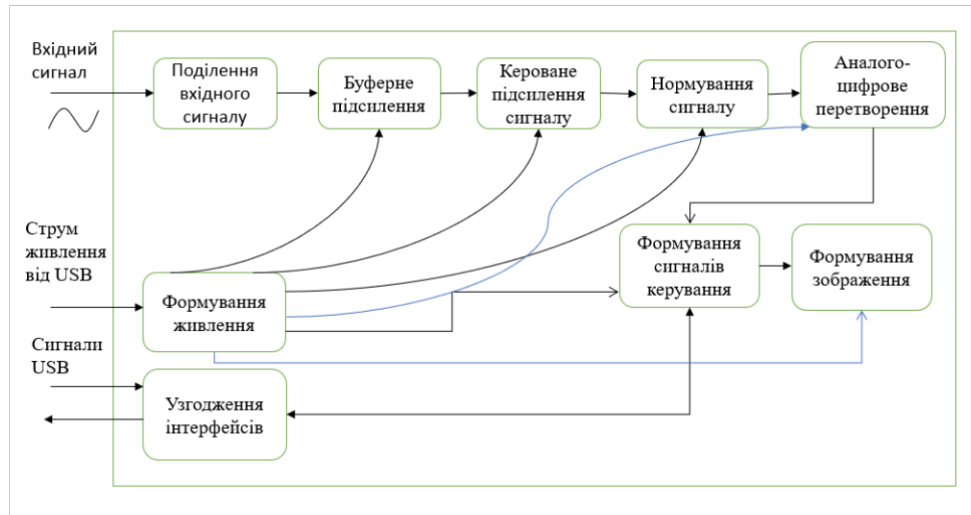 Вхідний
сигнал
Поділення
вхідного
сигналу
Буферне
підсилення
Кероване
підсилення
сигналу
Нормування
сигналу
Аналого-
цифрове
перетворення
Струм
живлення
від USB
Формування
живлення
Формування
сигналів
керування
Формування
зображення
Сигнали
USB
Узгодження
інтерфейсів